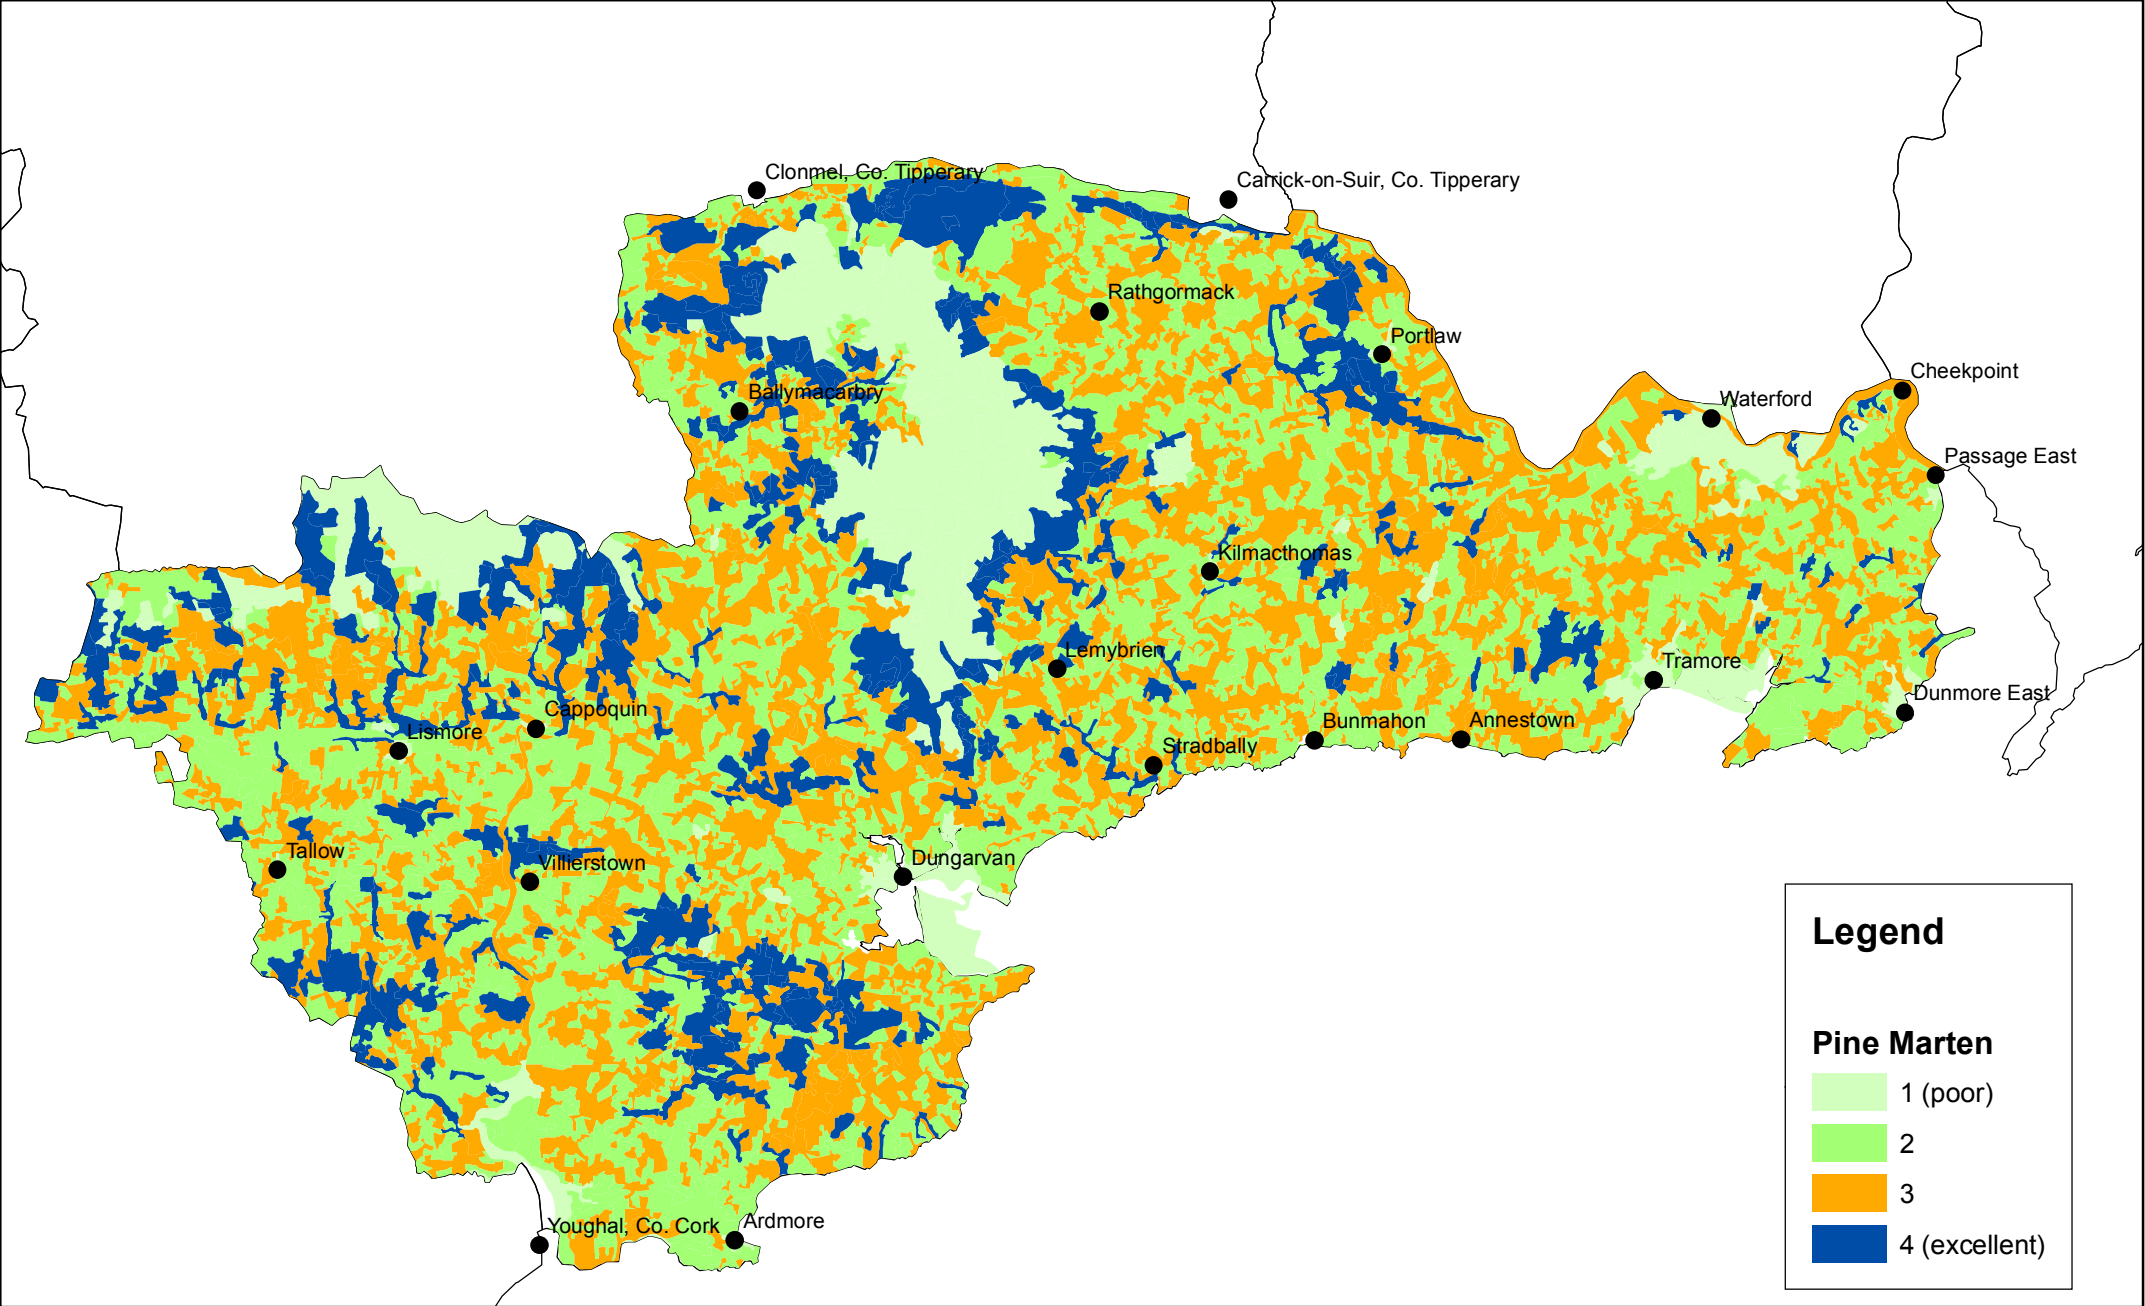 Clonmel, Co. Tipperary
Carrick-on-Suir, Co. Tipperary
Rathgormack
Portlaw
Cheekpoint
Ballymacarbry
Waterford
Passage East
Kilmacthomas
Lemybrien
Tramore
Dunmore East
Cappoquin
Bunmahon
Annestown
Lismore
Stradbally
Tallow
Villierstown
Dungarvan
Youghal, Co. Cork
Ardmore
Legend
Pine Marten
1 (poor)
2
3
4 (excellent)